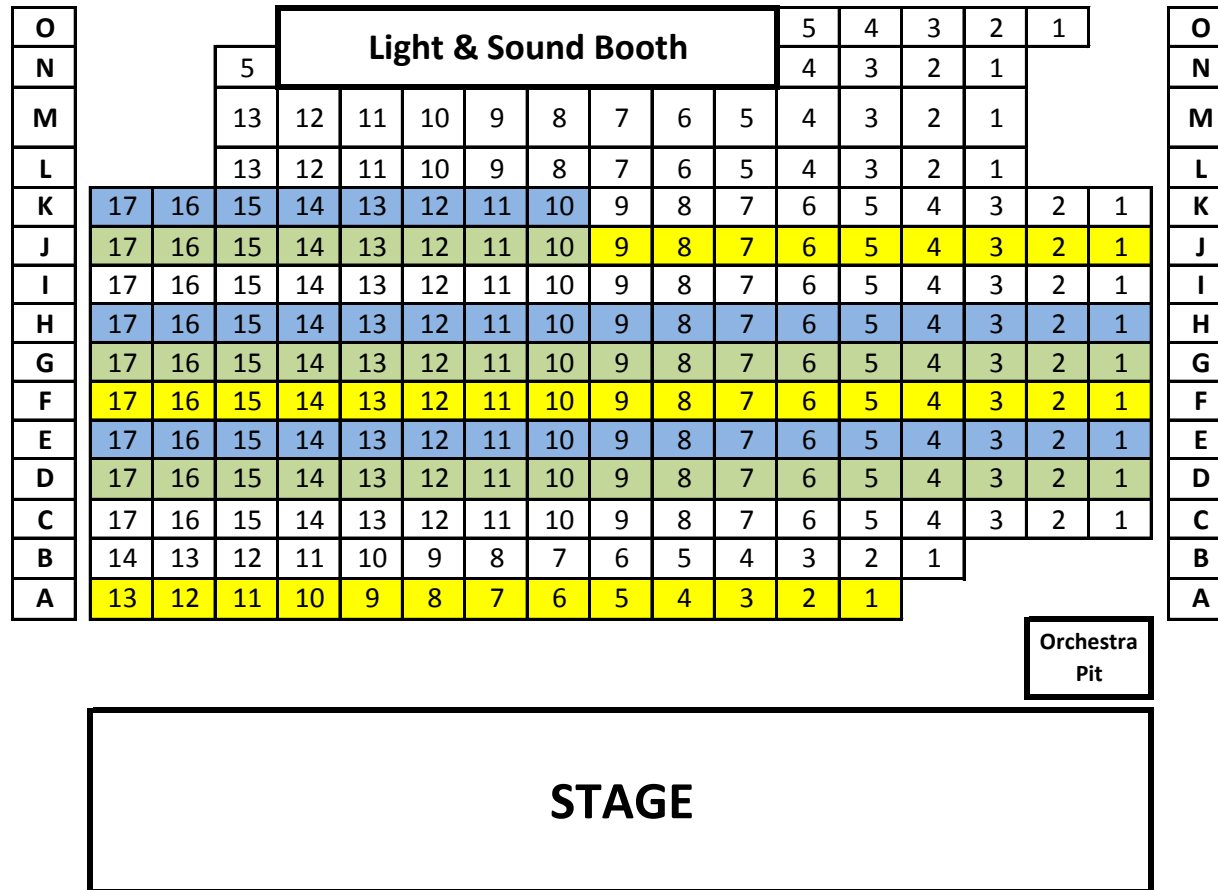 O 5 4 3 2 1 O
Light & Sound Booth
N 5 4 3 2 1 N
M 13 12 11 10 9 8 7 6 5 4 3 2 1 M
L 13 12 11 10 9 8 7 6 5 4 3 2 1 L
K 17 16 15 14 13 12 11 10 9 8 7 6 5 4 3 2 1 K
J 17 16 15 14 13 12 11 10 9 8 7 6 5 4 3 2 1 J
I 17 16 15 14 13 12 11 10 9 8 7 6 5 4 3 2 1 I
H 17 16 15 14 13 12 11 10 9 8 7 6 5 4 3 2 1 H
G 17 16 15 14 13 12 11 10 9 8 7 6 5 4 3 2 1 G
F 17 16 15 14 13 12 11 10 9 8 7 6 5 4 3 2 1 F
E 17 16 15 14 13 12 11 10 9 8 7 6 5 4 3 2 1 E
D 17 16 15 14 13 12 11 10 9 8 7 6 5 4 3 2 1 D
C 17 16 15 14 13 12 11 10 9 8 7 6 5 4 3 2 1 C
B 14 13 12 11 10 9 8 7 6 5 4 3 2 1 B
A 13 12 11 10 9 8 7 6 5 4 3 2 1 A
Orchestra
Pit
STAGE